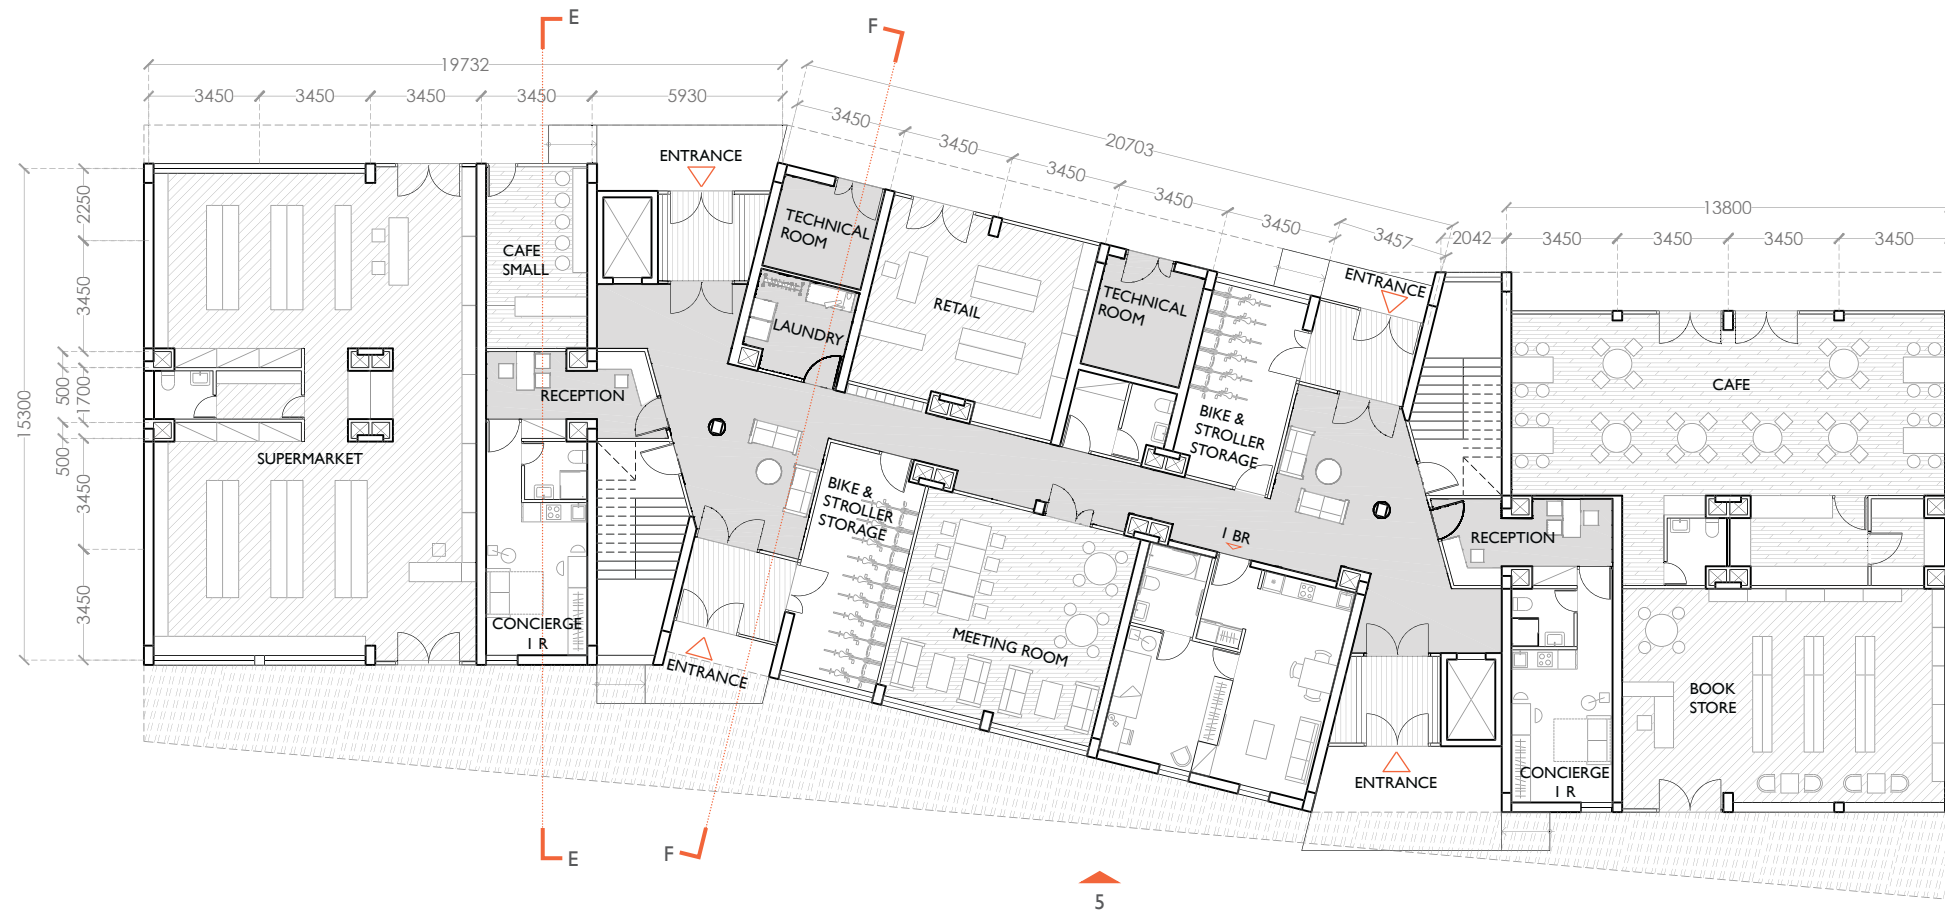 E
F
19732
3450
3450
3450
3450
5930
20703
3450
3450
3450
3450
3450
3457
2042
13800
3450
3450
3450
3450
15300
2250
3450
500
1700
500
3450
3450
ENTRANCE
TECHNICAL
ROOM
CAFE
SMALL
LAUNDRY
RETAIL
TECHNICAL
ROOM
ENTRANCE
RECEPTION
SUPERMARKET
BIKE &
STROLLER
STORAGE
CAFE
BIKE &
STROLLER
STORAGE
1 BR
RECEPTION
CONCIERGE
1 R
ENTRANCE
MEETING ROOM
BOOK
STORE
CONCIERGE
1 R
ENTRANCE
E
F
5